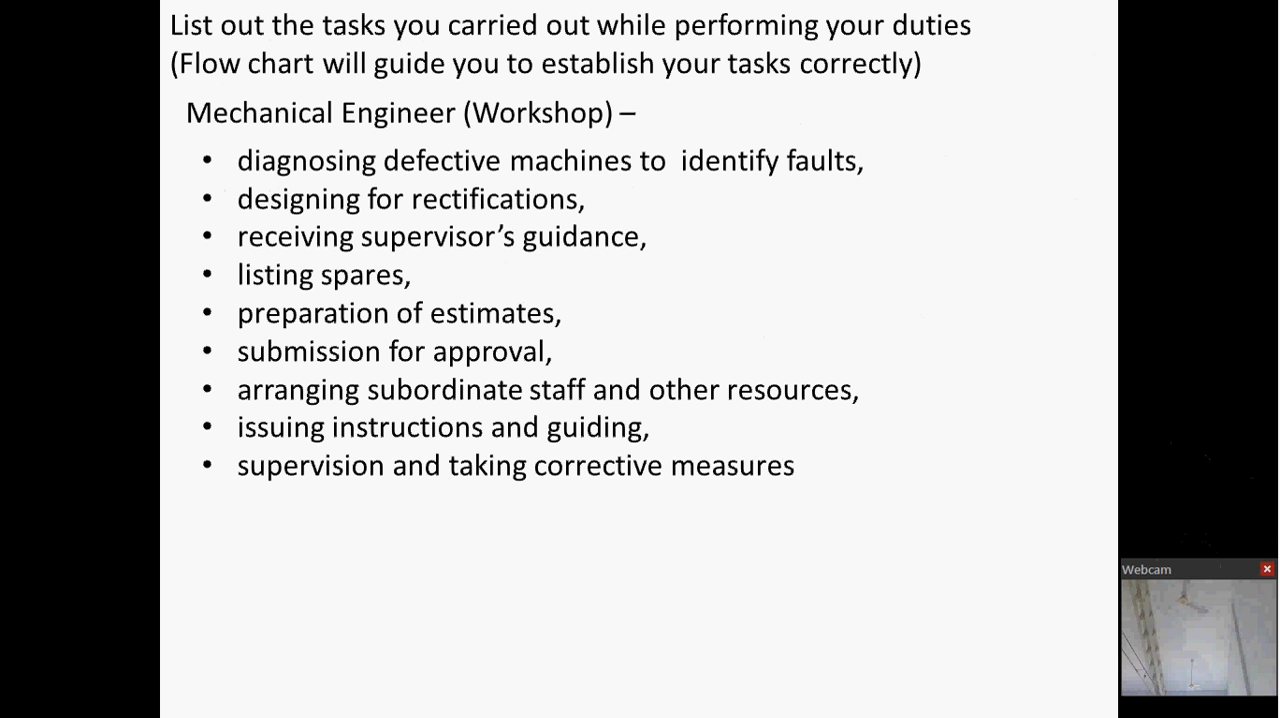 List out the tasks you carried out while performing your duties
(Flow chart will guide you to establish your tasks correctly)
Mechanical Engineer (Workshop) –
• diagnosing defective machines to  identify faults,
• designing for rectifications,
• receiving supervisor’s guidance,
• listing spares,
• preparation of estimates,
• submission for approval,
• arranging subordinate staff and other resources,
• issuing instructions and guiding,
• supervision and taking corrective measures
Webcam